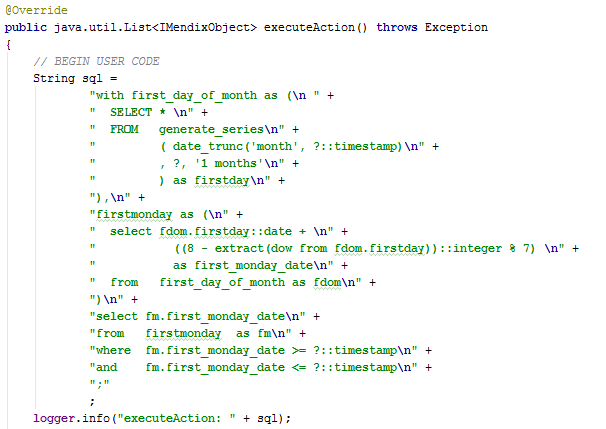 @Override
public java.util.List<IMendixObject> executeAction() throws Exception
{
    // BEGIN USER CODE
    String sql =
            "with first_day_of_month as (\n " +
            "  SELECT * \n" +
            "  FROM   generate_series\n" +
            "         ( date_trunc('month', ?::timestamp)\n" +
            "         , ?, '1 months'\n" +
            "         ) as firstday\n" +
            "),\n" +
            "firstmonday as (\n" +
            "  select fdom.firstday::date + \n" +
            "           ((8 - extract(dow from fdom.firstday))::integer % 7) \n" +
            "           as first_monday_date\n" +
            "  from   first_day_of_month as fdom\n" +
            ")\n" +
            "select fm.first_monday_date\n" +
            "from   firstmonday  as fm\n" +
            "where  fm.first_monday_date >= ?::timestamp\n" +
            "and    fm.first_monday_date <= ?::timestamp\n" +
            ";"
            ;
    logger.info("executeAction: " + sql);